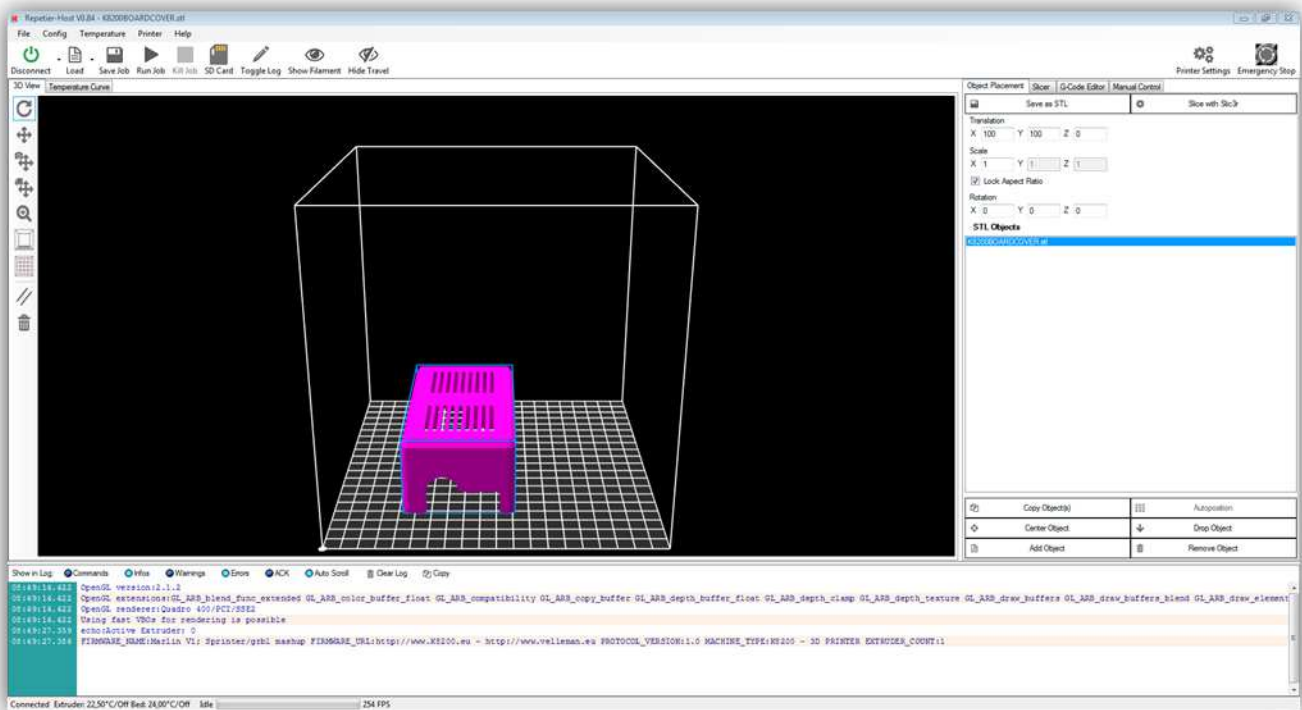 Repetier-Host V0.84 - K8200BOARDCOVER.stl
File Config Temperature Printer Help
Disconnect Load Save Job Run Job Kill Job SD Card Toggle Log Show Filament Hide Travel Printer Settings Emergency Stop
3D View Temperature Curve
Object Placement Slicer G-Code Editor Manual Control
Save as STL Slice with Slic3r
Translation
X 100 Y 100 Z 0
Scale
X 1 Y 1 Z 1
Lock Aspect Ratio
Rotation
X 0 Y 0 Z 0
STL Objects
K8200BOARDCOVER.stl
Copy Object(s) Autoposition
Center Object Drop Object
Add Object Remove Object
Show in Log: Commands Infos Warnings Errors ACK Auto Scroll Clear Log Copy
08:49:14.422 OpenGL version:2.1.2
08:49:14.422 OpenGL extensions:GL_ARB_blend_func_extended GL_ARB_color_buffer_float GL_ARB_compatibility GL_ARB_copy_buffer GL_ARB_depth_buffer_float GL_ARB_depth_clamp GL_ARB_depth_texture GL_ARB_draw_buffers GL_ARB_draw_buffers_blend GL_ARB_draw_element
08:49:14.422 OpenGL renderer:Quadro 400/PCI/SSE2
08:49:14.422 Using fast VBOs for rendering is possible
08:49:27.359 echo:Active Extruder: 0
FIRMWARE_NAME:Marlin V1; Sprinter/grbl mashup FIRMWARE_URL:http://www.K8200.eu - http://www.velleman.eu PROTOCOL_VERSION:1.0 MACHINE_TYPE:K8200 - 3D PRINTER EXTRUDER_COUNT:1
Connected Extruder: 22,50°C/Off Bed: 24,00°C/Off Idle 254 FPS